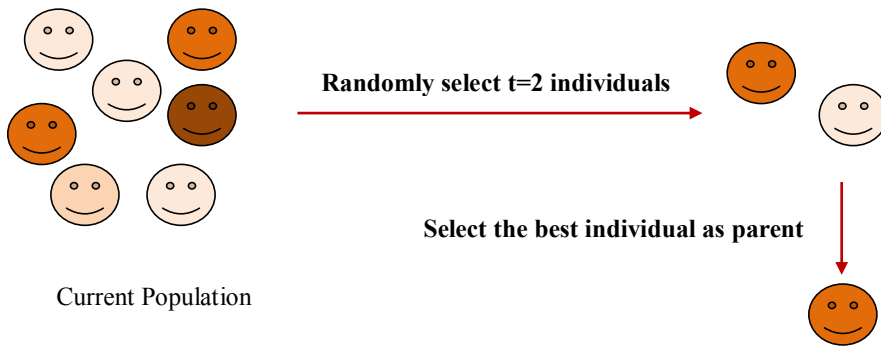 Randomly select t=2 individuals
Select the best individual as parent
Current Population